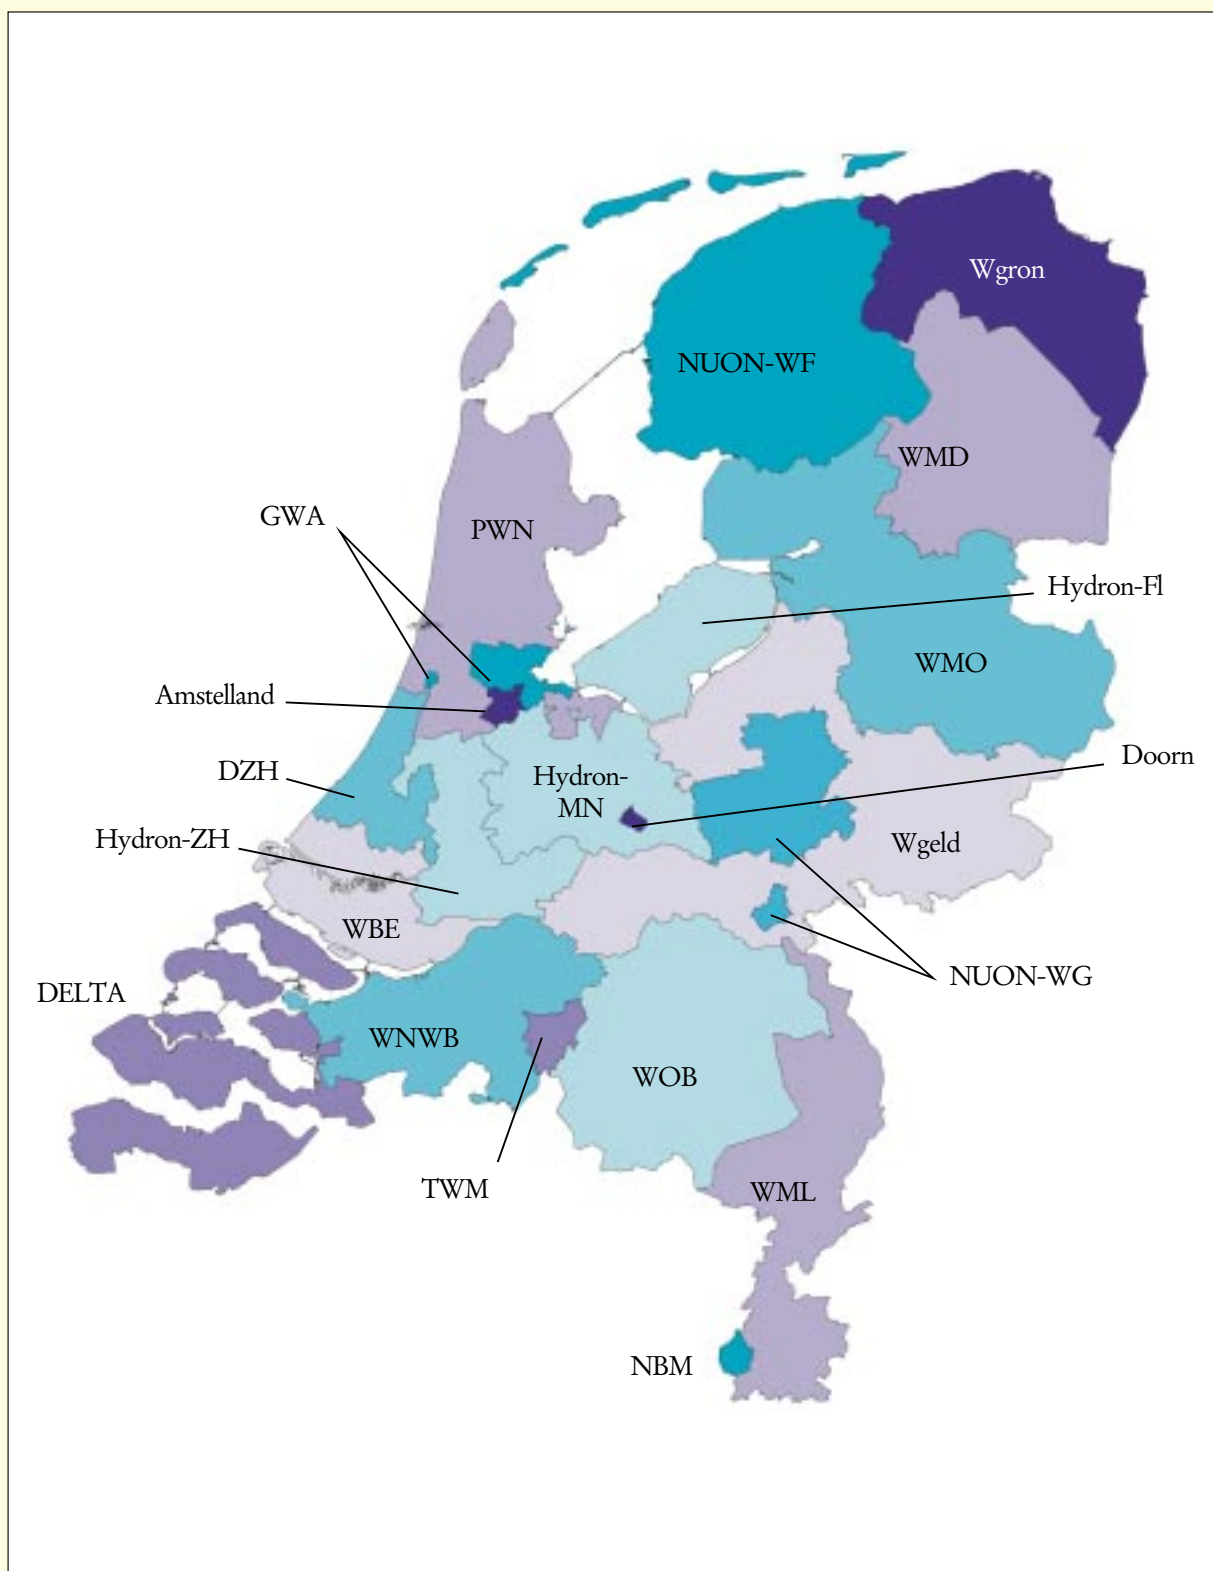 Wgron
NUON-WF
WMD
GWA
PWN
Hydron-Fl
WMO
Amstelland
Doorn
DZH
Hydron-
MN
Hydron-ZH
Wgeld
WBE
NUON-WG
DELTA
WNWB
WOB
TWM
WML
NBM